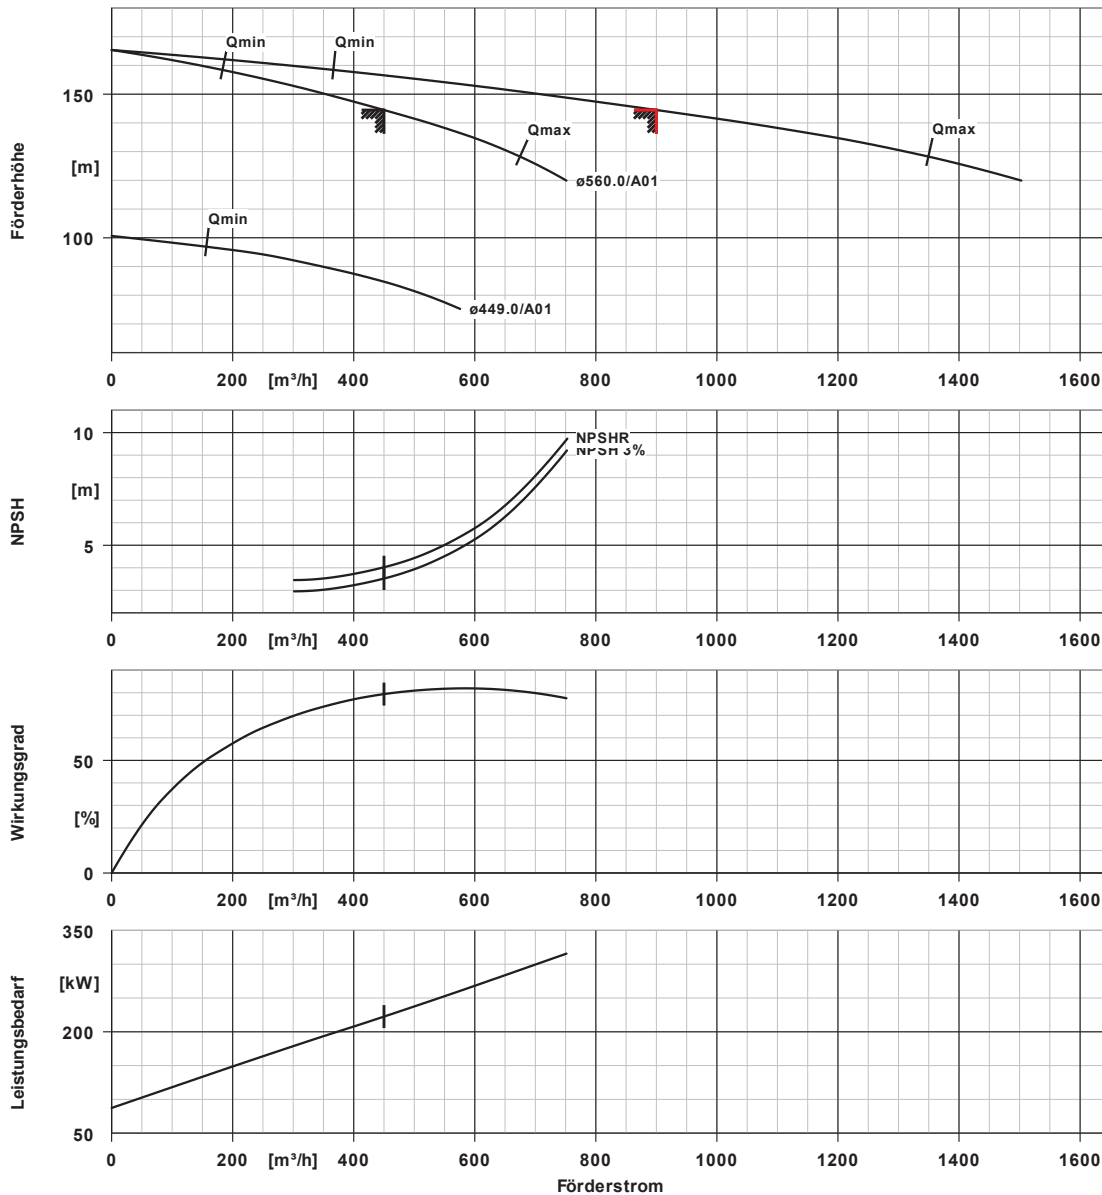 Qmin
Qmin
150
Qmax
Qmax
[m]
ø560.0/A01
Förderhöhe
Qmin
100
ø449.0/A01
0 200 [m³/h] 400 600 800 1000 1200 1400 1600
10
NPSHR
NPSH 3%
[m]
NPSH
5
0 200 [m³/h] 400 600 800 1000 1200 1400 1600
50
Wirkungsgrad
[%]
0
0 200 [m³/h] 400 600 800 1000 1200 1400 1600
350
[kW]
200
Leistungsbedarf
50
0 200 [m³/h] 400 600 800 1000 1200 1400 1600
Förderstrom